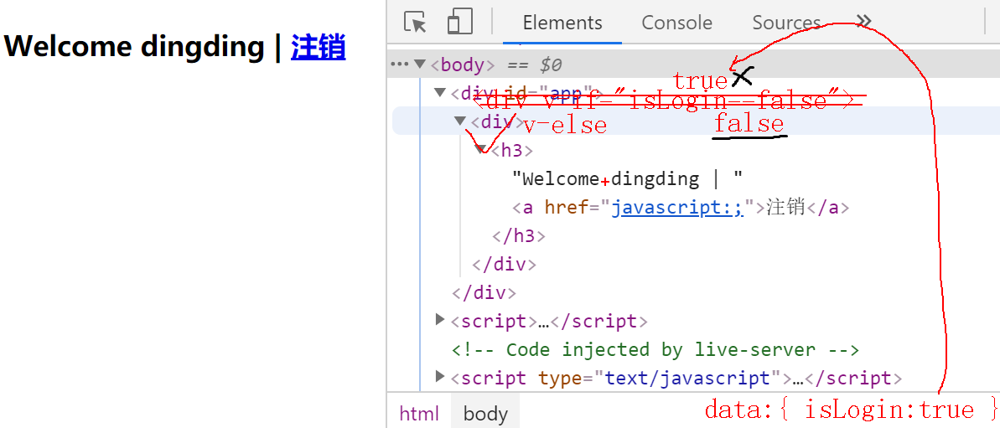 Welcome dingding | 注销
Elements Console Sources »
••• ▼<body> == $0
true ×
▼<div id="app">
<div v-if="isLogin==false">
▼<div> v-else false
▼<h3>
"Welcome+dingding | "
<a href="javascript:;">注销</a>
</h3>
</div>
</div>
▶<script>…</script>
<!-- Code injected by live-server -->
▶<script type="text/javascript">…</script>
html body
data:{ isLogin:true }